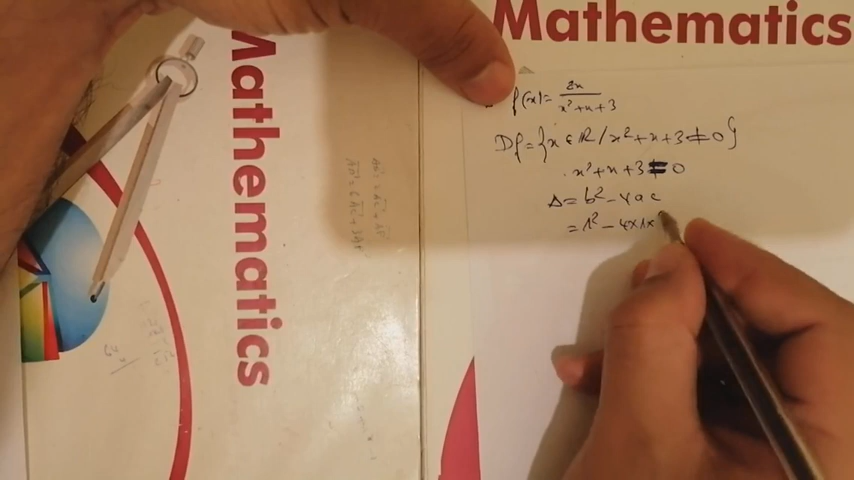 Mathematics
Mathematics
f(x)= 2x / x²+x+3
Df={x ∈ ℝ / x²+x+3≠0}
x²+x+3=0
Δ=b²-4ac
=1²-4×1×